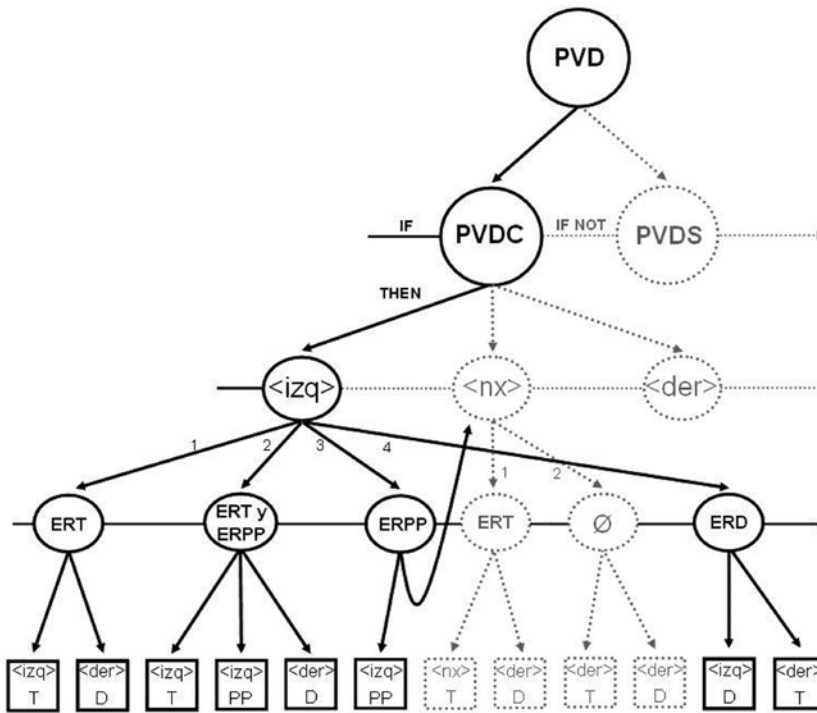 PVD
IF
PVDC
IF NOT
PVDS
THEN
<izq>
<nx>
<der>
1
2
3
4
1
2
ERT
ERT y
ERPP
ERPP
ERT
Ø
ERD
<izq>
T
<der>
D
<izq>
T
<izq>
PP
<der>
D
<izq>
PP
<nx>
T
<der>
D
<der>
T
<der>
D
<izq>
D
<der>
T